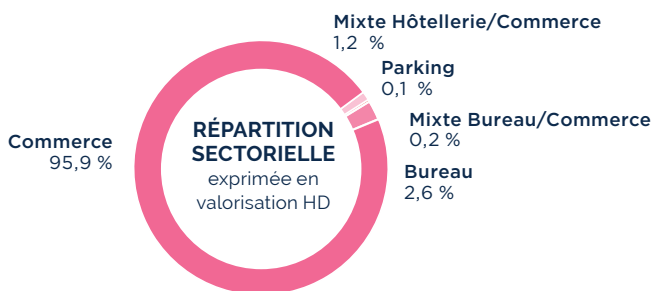 Mixte Hôtellerie/Commerce
1,2 %
Parking
0,1 %
Mixte Bureau/Commerce
0,2 %
Bureau
2,6 %
Commerce
95,9 %
RÉPARTITION
SECTORIELLE
exprimée en
valorisation HD